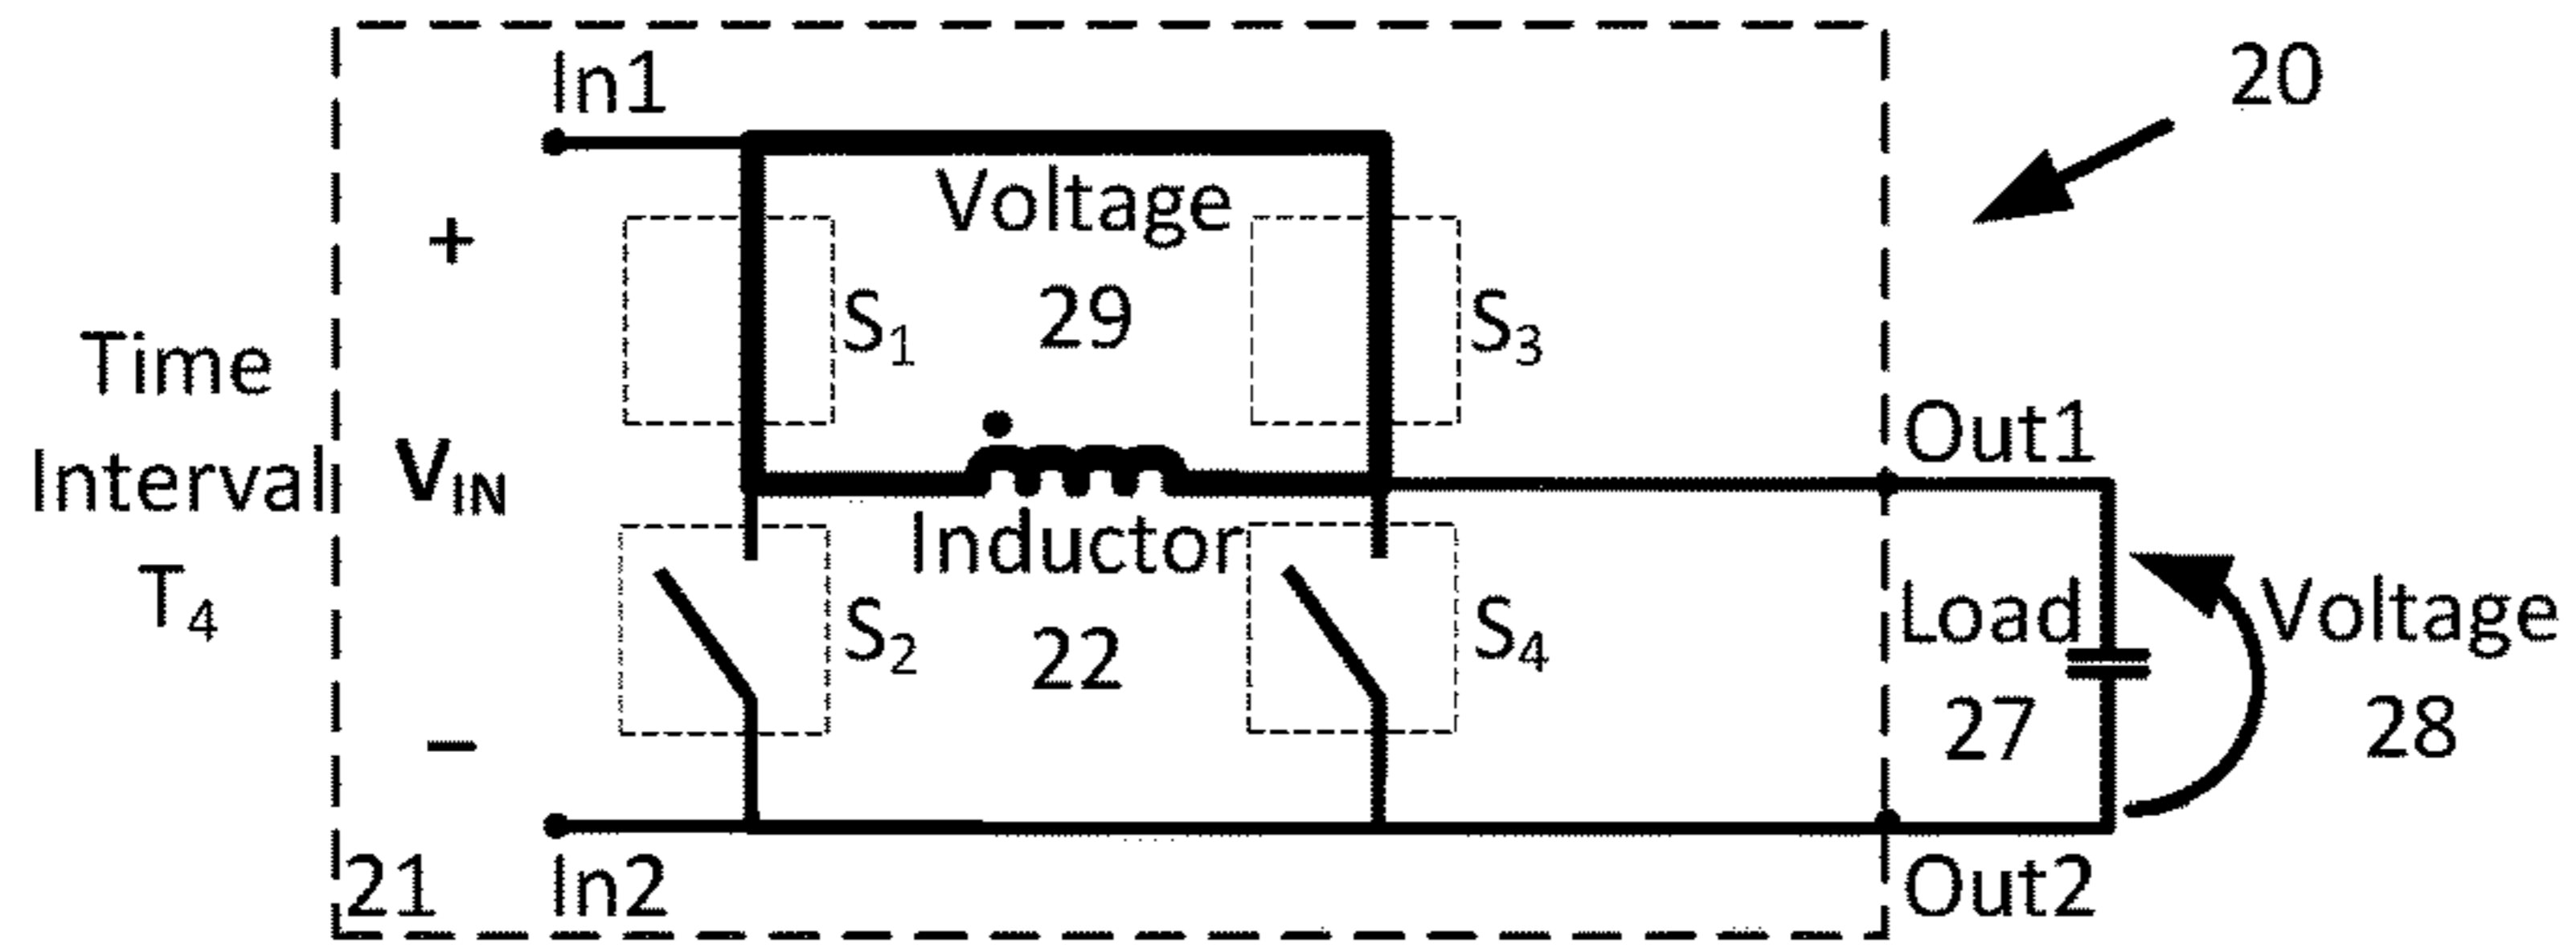 In1
20
+
Voltage
29
S1
S3
Time
Interval
T4
VIN
Out1
Inductor
22
S2
S4
Load
27
Voltage
28
−
21
In2
Out2